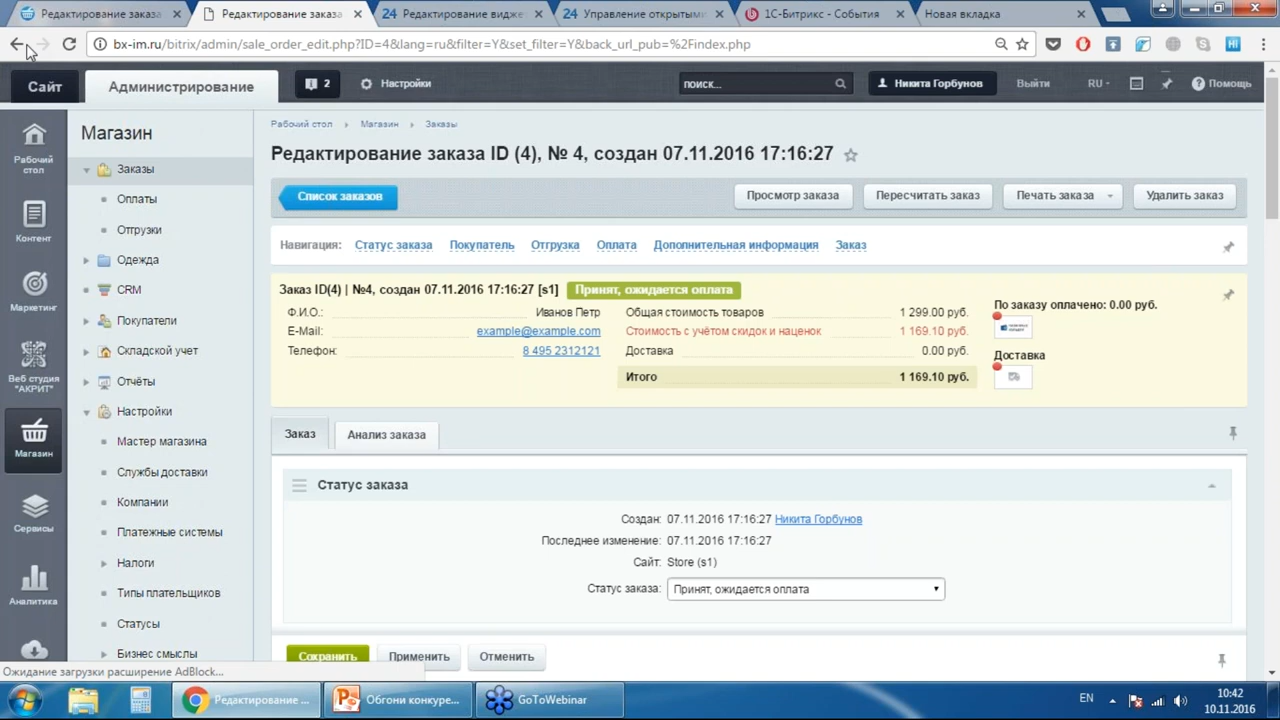 Редактирование заказа
Редактирование заказа
24 Редактирование видже
24 Управление открытыми
1С-Битрикс - События
Новая вкладка
bx-im.ru/bitrix/admin/sale_order_edit.php?ID=4&lang=ru&filter=Y&set_filter=Y&back_url_pub=%2Findex.php
Сайт
Администрирование
2
Настройки
поиск...
Никита Горбунов
Выйти
RU
Помощь
Рабочий стол
Контент
Маркетинг
Веб студия "АКРИТ"
Магазин
Сервисы
Аналитика
Магазин
Заказы
Оплаты
Отгрузки
Одежда
CRM
Покупатели
Складской учет
Отчёты
Настройки
Мастер магазина
Службы доставки
Компании
Платежные системы
Налоги
Типы плательщиков
Статусы
Бизнес смыслы
Рабочий стол Магазин Заказы
Редактирование заказа ID (4), № 4, создан 07.11.2016 17:16:27
Список заказов
Просмотр заказа
Пересчитать заказ
Печать заказа
Удалить заказ
Навигация: Статус заказа Покупатель Отгрузка Оплата Дополнительная информация Заказ
Заказ ID(4) | №4, создан 07.11.2016 17:16:27 [s1] Принят, ожидается оплата
Ф.И.О.: Иванов Петр
E-Mail: example@example.com
Телефон: 8 495 2312121
Общая стоимость товаров 1 299.00 руб.
Стоимость с учётом скидок и наценок 1 169.10 руб.
Доставка 0.00 руб.
Итого 1 169.10 руб.
По заказу оплачено: 0.00 руб.
Доставка
Заказ
Анализ заказа
Статус заказа
Создан: 07.11.2016 17:16:27 Никита Горбунов
Последнее изменение: 07.11.2016 17:16:27
Сайт: Store (s1)
Статус заказа: Принят, ожидается оплата
Сохранить
Применить
Отменить
Ожидание загрузки расширение AdBlock...
Редактирование ...
Обгони конкуре...
GoToWebinar
EN
10:42
10.11.2016